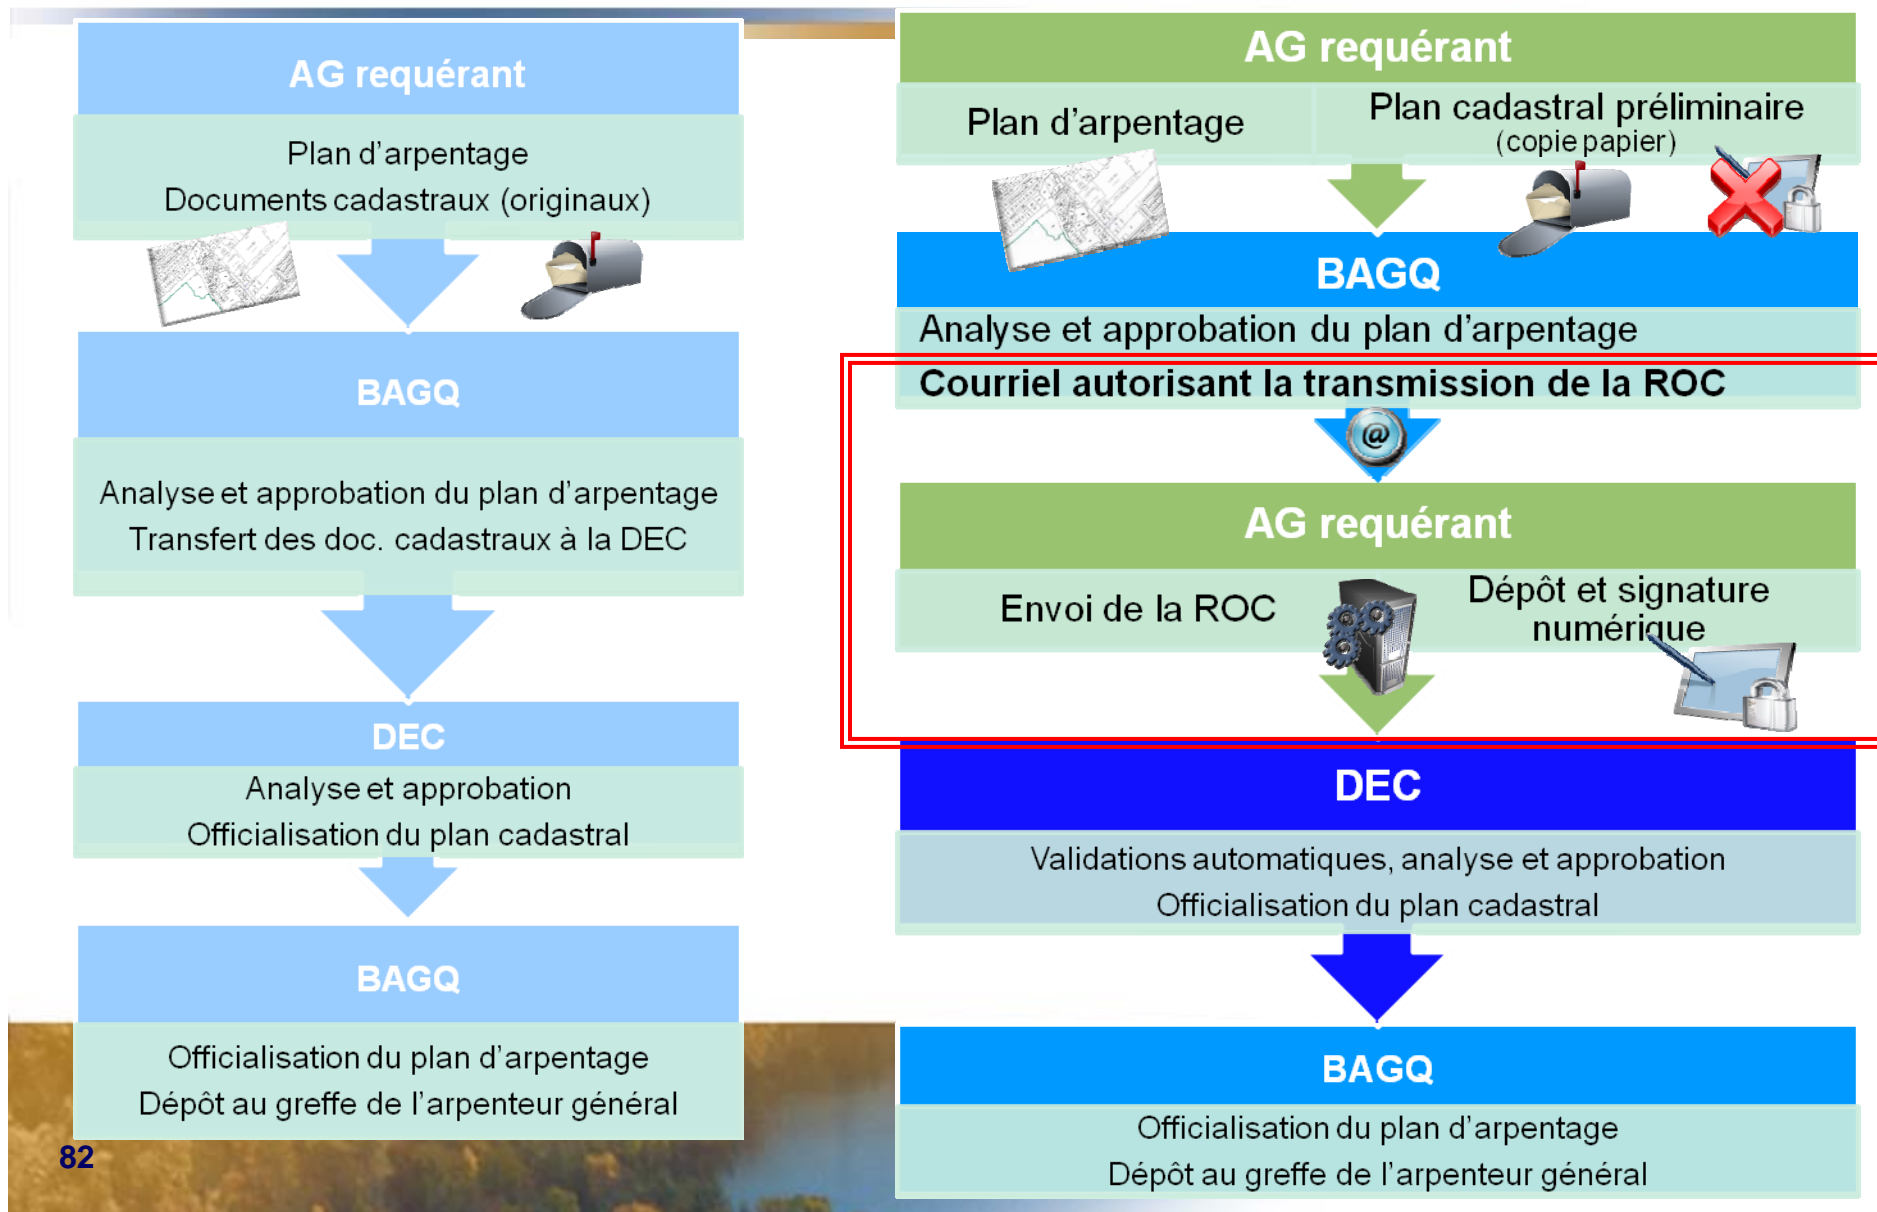 AG requérant
Plan d'arpentage
Documents cadastraux (originaux)
BAGQ
Analyse et approbation du plan d'arpentage
Transfert des doc. cadastraux à la DEC
DEC
Analyse et approbation
Officialisation du plan cadastral
BAGQ
Officialisation du plan d'arpentage
Dépôt au greffe de l'arpenteur général
82
AG requérant
Plan d'arpentage
Plan cadastral préliminaire
(copie papier)
BAGQ
Analyse et approbation du plan d'arpentage
Courriel autorisant la transmission de la ROC
@
AG requérant
Envoi de la ROC
Dépôt et signature
numérique
DEC
Validations automatiques, analyse et approbation
Officialisation du plan cadastral
BAGQ
Officialisation du plan d'arpentage
Dépôt au greffe de l'arpenteur général